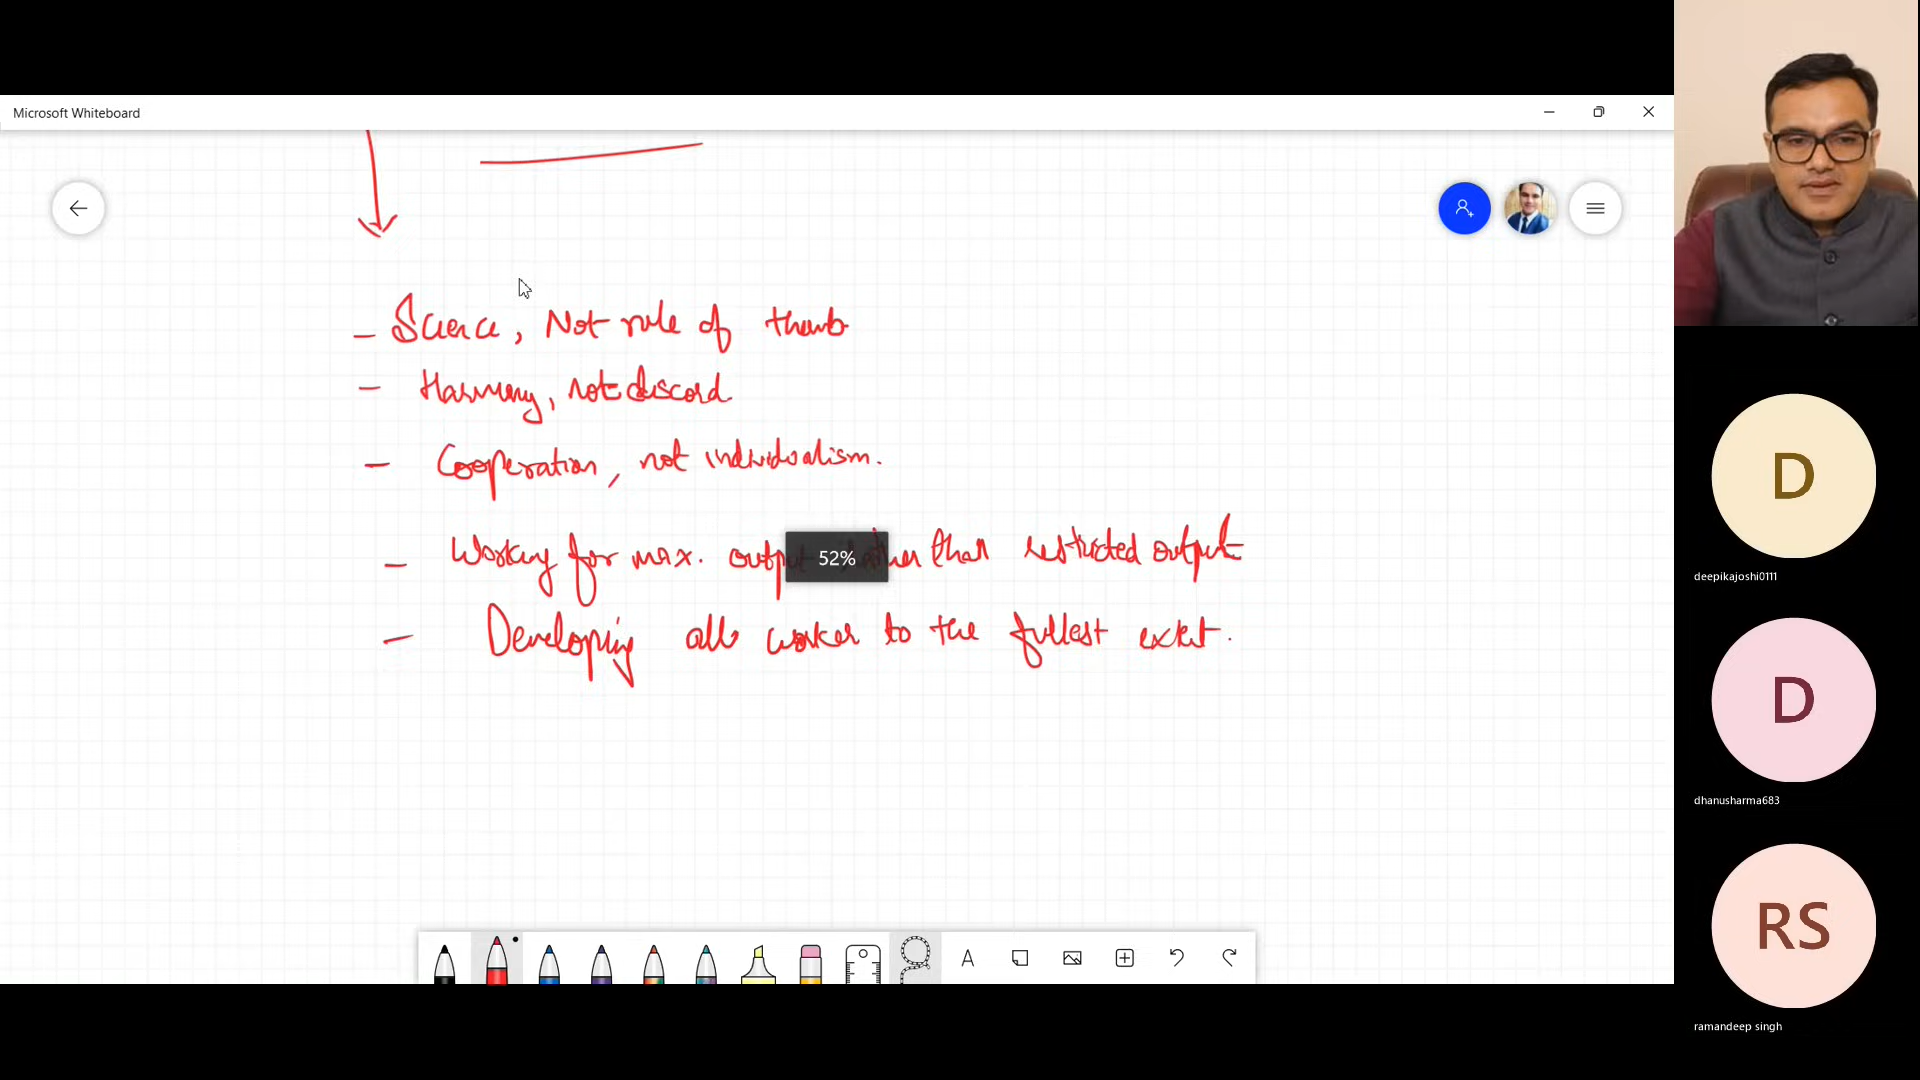 Microsoft Whiteboard
- Science, Not rule of thumb
- Harmony, not discord
- Cooperation, not individualism.
- Working for max. output rather than restricted output
52%
- Developing all worker to the fullest extent.
A
D
deepikajoshi0111
D
dhanusharma683
RS
ramandeep singh